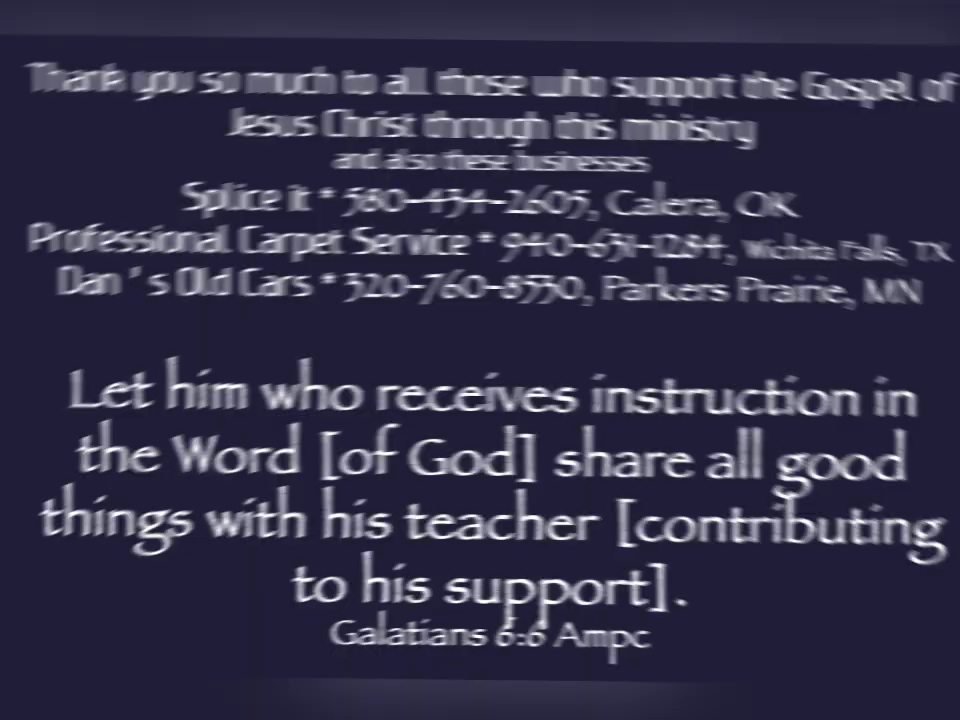 Thank you so much to all those who support the Gospel of
Jesus Christ through this ministry
and also these businesses
Splice it * 580-434-2605, Calera, OK
Professional Carpet Service * 940-631-1284, Wichita Falls, TX
Dan ' s Old Cars * 320-760-8530, Parkers Prairie, MN
Let him who receives instruction in
the Word [of God] share all good
things with his teacher [contributing
to his support].
Galatians 6:6 Ampc